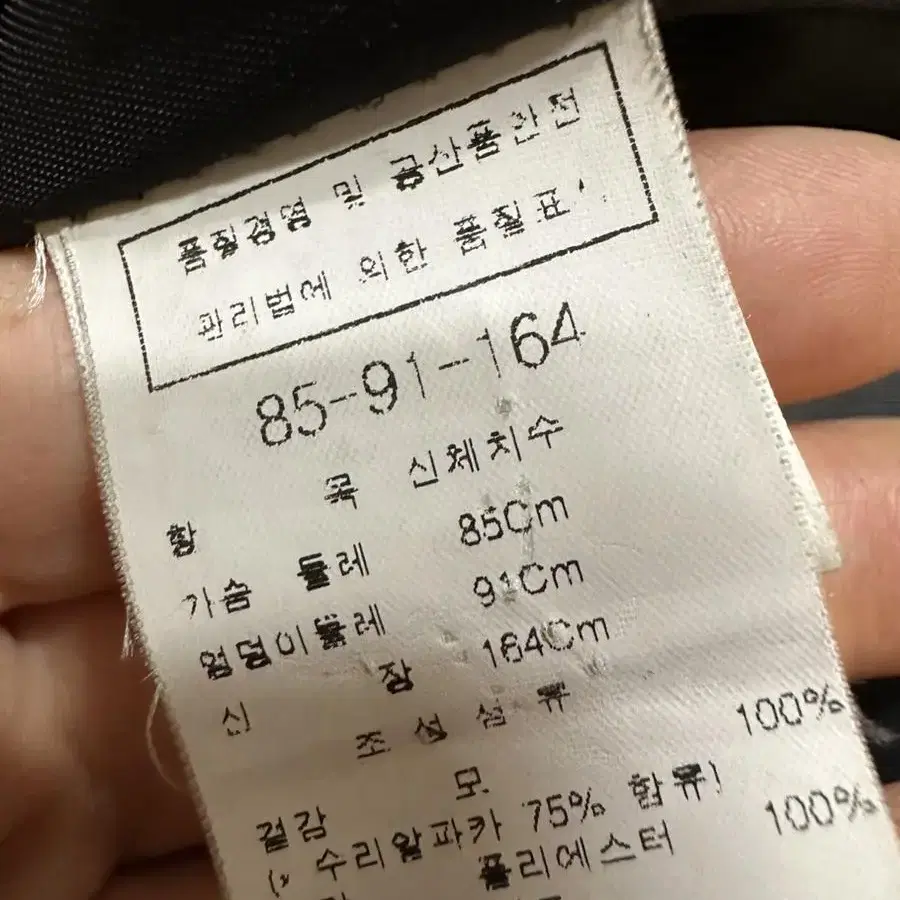 품질경영 및 공산품안전
관리법에 의한 품질표
85-91-164
항 목 신체치수
가슴 둘레 85Cm
엉덩이둘레 91Cm
신 장 164Cm
조성섬유
겉감 모 100%
(* 수리알파카 75% 함유)
폴리에스터 100%